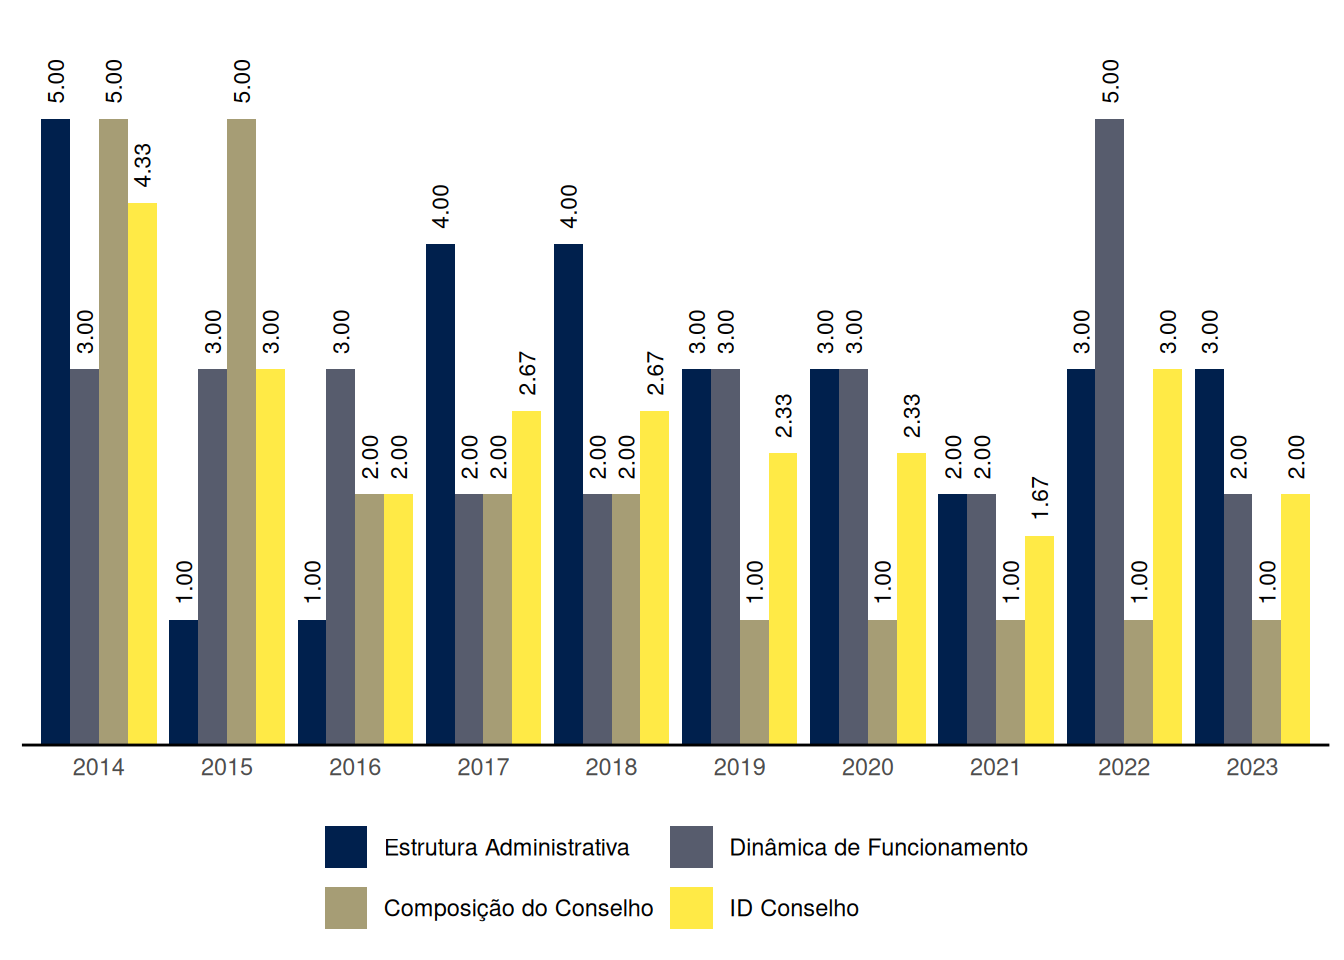 5.00 3.00 5.00 4.33 1.00 3.00 5.00 3.00 1.00 3.00 2.00 2.00 4.00 2.00 2.00 2.67 4.00 2.00 2.00 2.67 3.00 3.00 1.00 2.33 3.00 3.00 1.00 2.33 2.00 2.00 1.00 1.67 3.00 5.00 1.00 3.00 3.00 2.00 1.00 2.00
2014 2015 2016 2017 2018 2019 2020 2021 2022 2023
Estrutura Administrativa Dinâmica de Funcionamento
Composição do Conselho ID Conselho